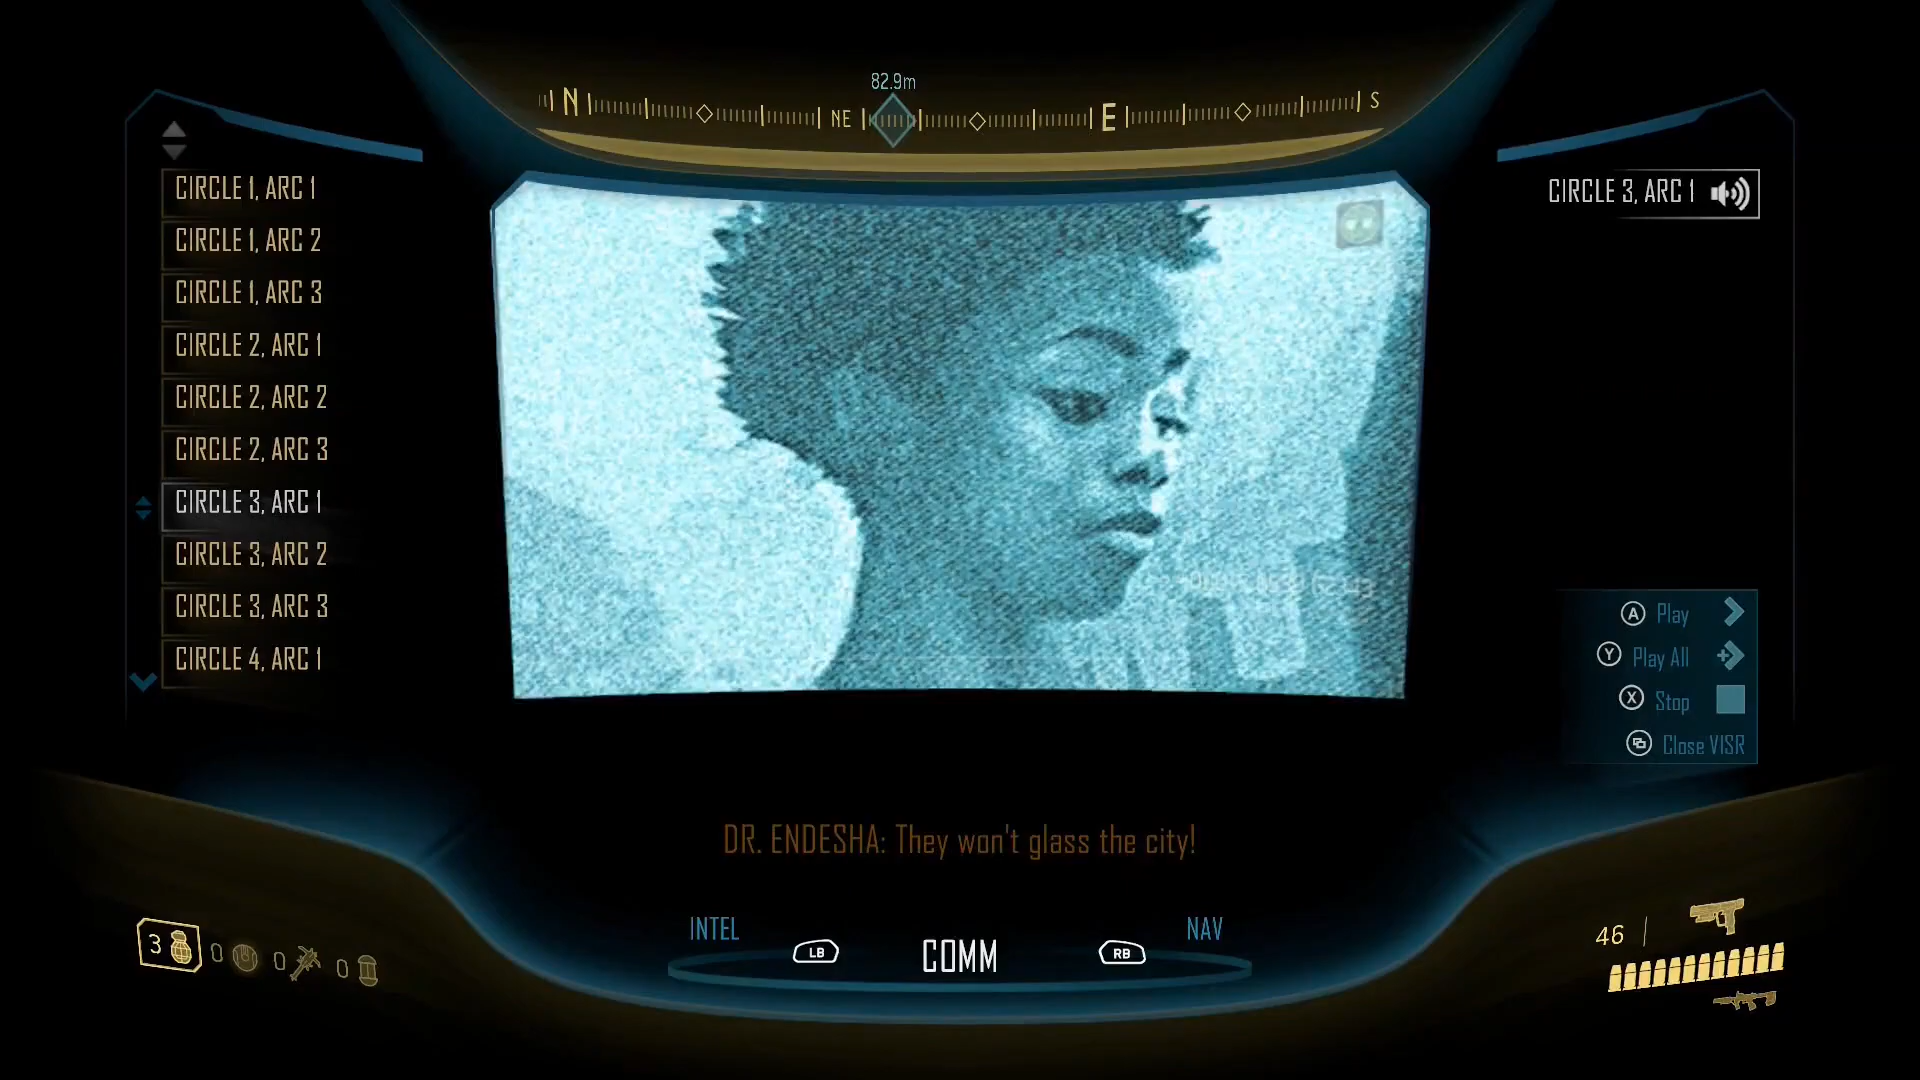 82.9m
N
NE
E
S
CIRCLE 1, ARC 1
CIRCLE 1, ARC 2
CIRCLE 1, ARC 3
CIRCLE 2, ARC 1
CIRCLE 2, ARC 2
CIRCLE 2, ARC 3
CIRCLE 3, ARC 1
CIRCLE 3, ARC 2
CIRCLE 3, ARC 3
CIRCLE 4, ARC 1
CIRCLE 3, ARC 1
A Play
Y Play All
X Stop
Close VISR
DR. ENDESHA: They won't glass the city!
INTEL
LB
COMM
RB
NAV
3 0 0 0
46